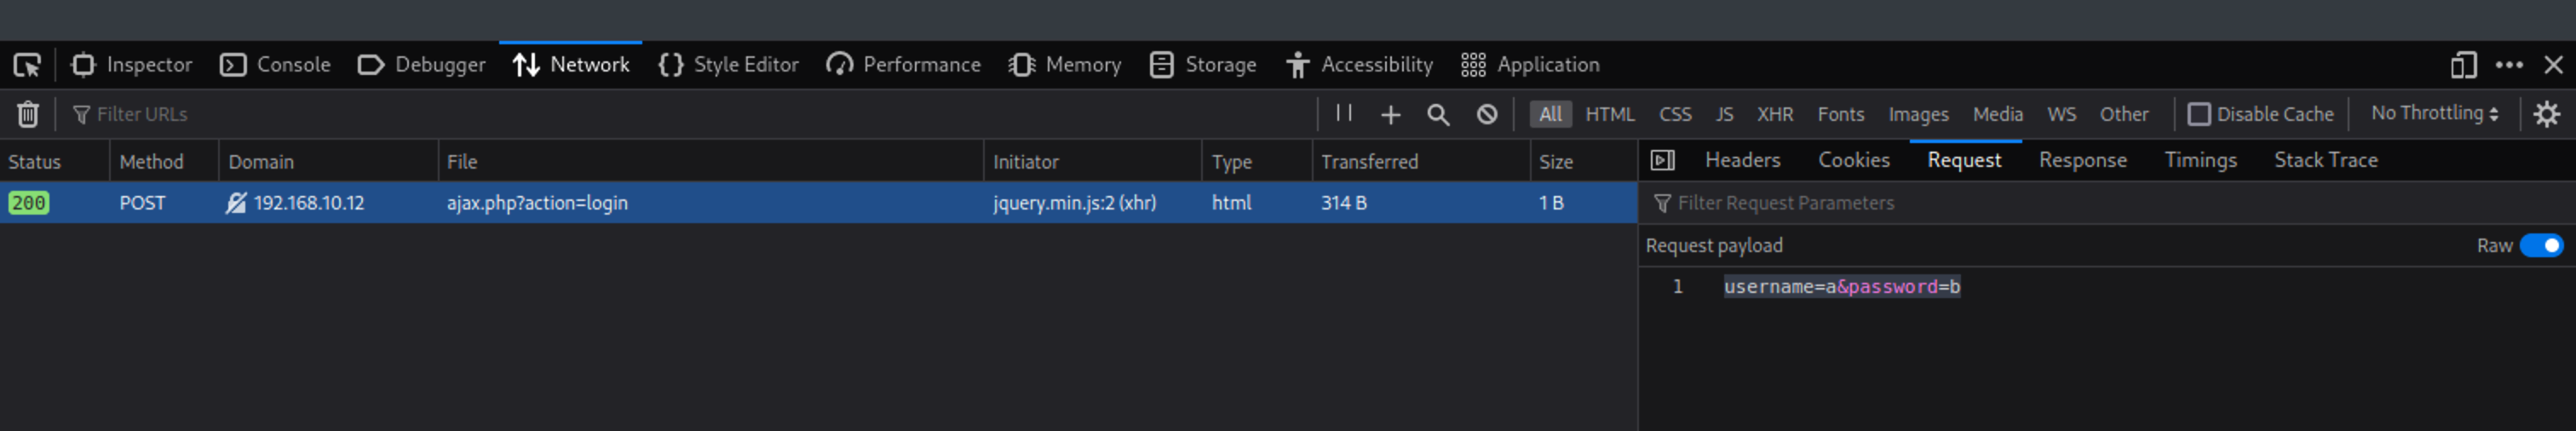 Inspector Console Debugger Network Style Editor Performance Memory Storage Accessibility Application
Filter URLs All HTML CSS JS XHR Fonts Images Media WS Other Disable Cache No Throttling
Status Method Domain File Initiator Type Transferred Size
200 POST 192.168.10.12 ajax.php?action=login jquery.min.js:2 (xhr) html 314 B 1 B
Headers Cookies Request Response Timings Stack Trace
Filter Request Parameters
Request payload Raw
1 username=a&password=b